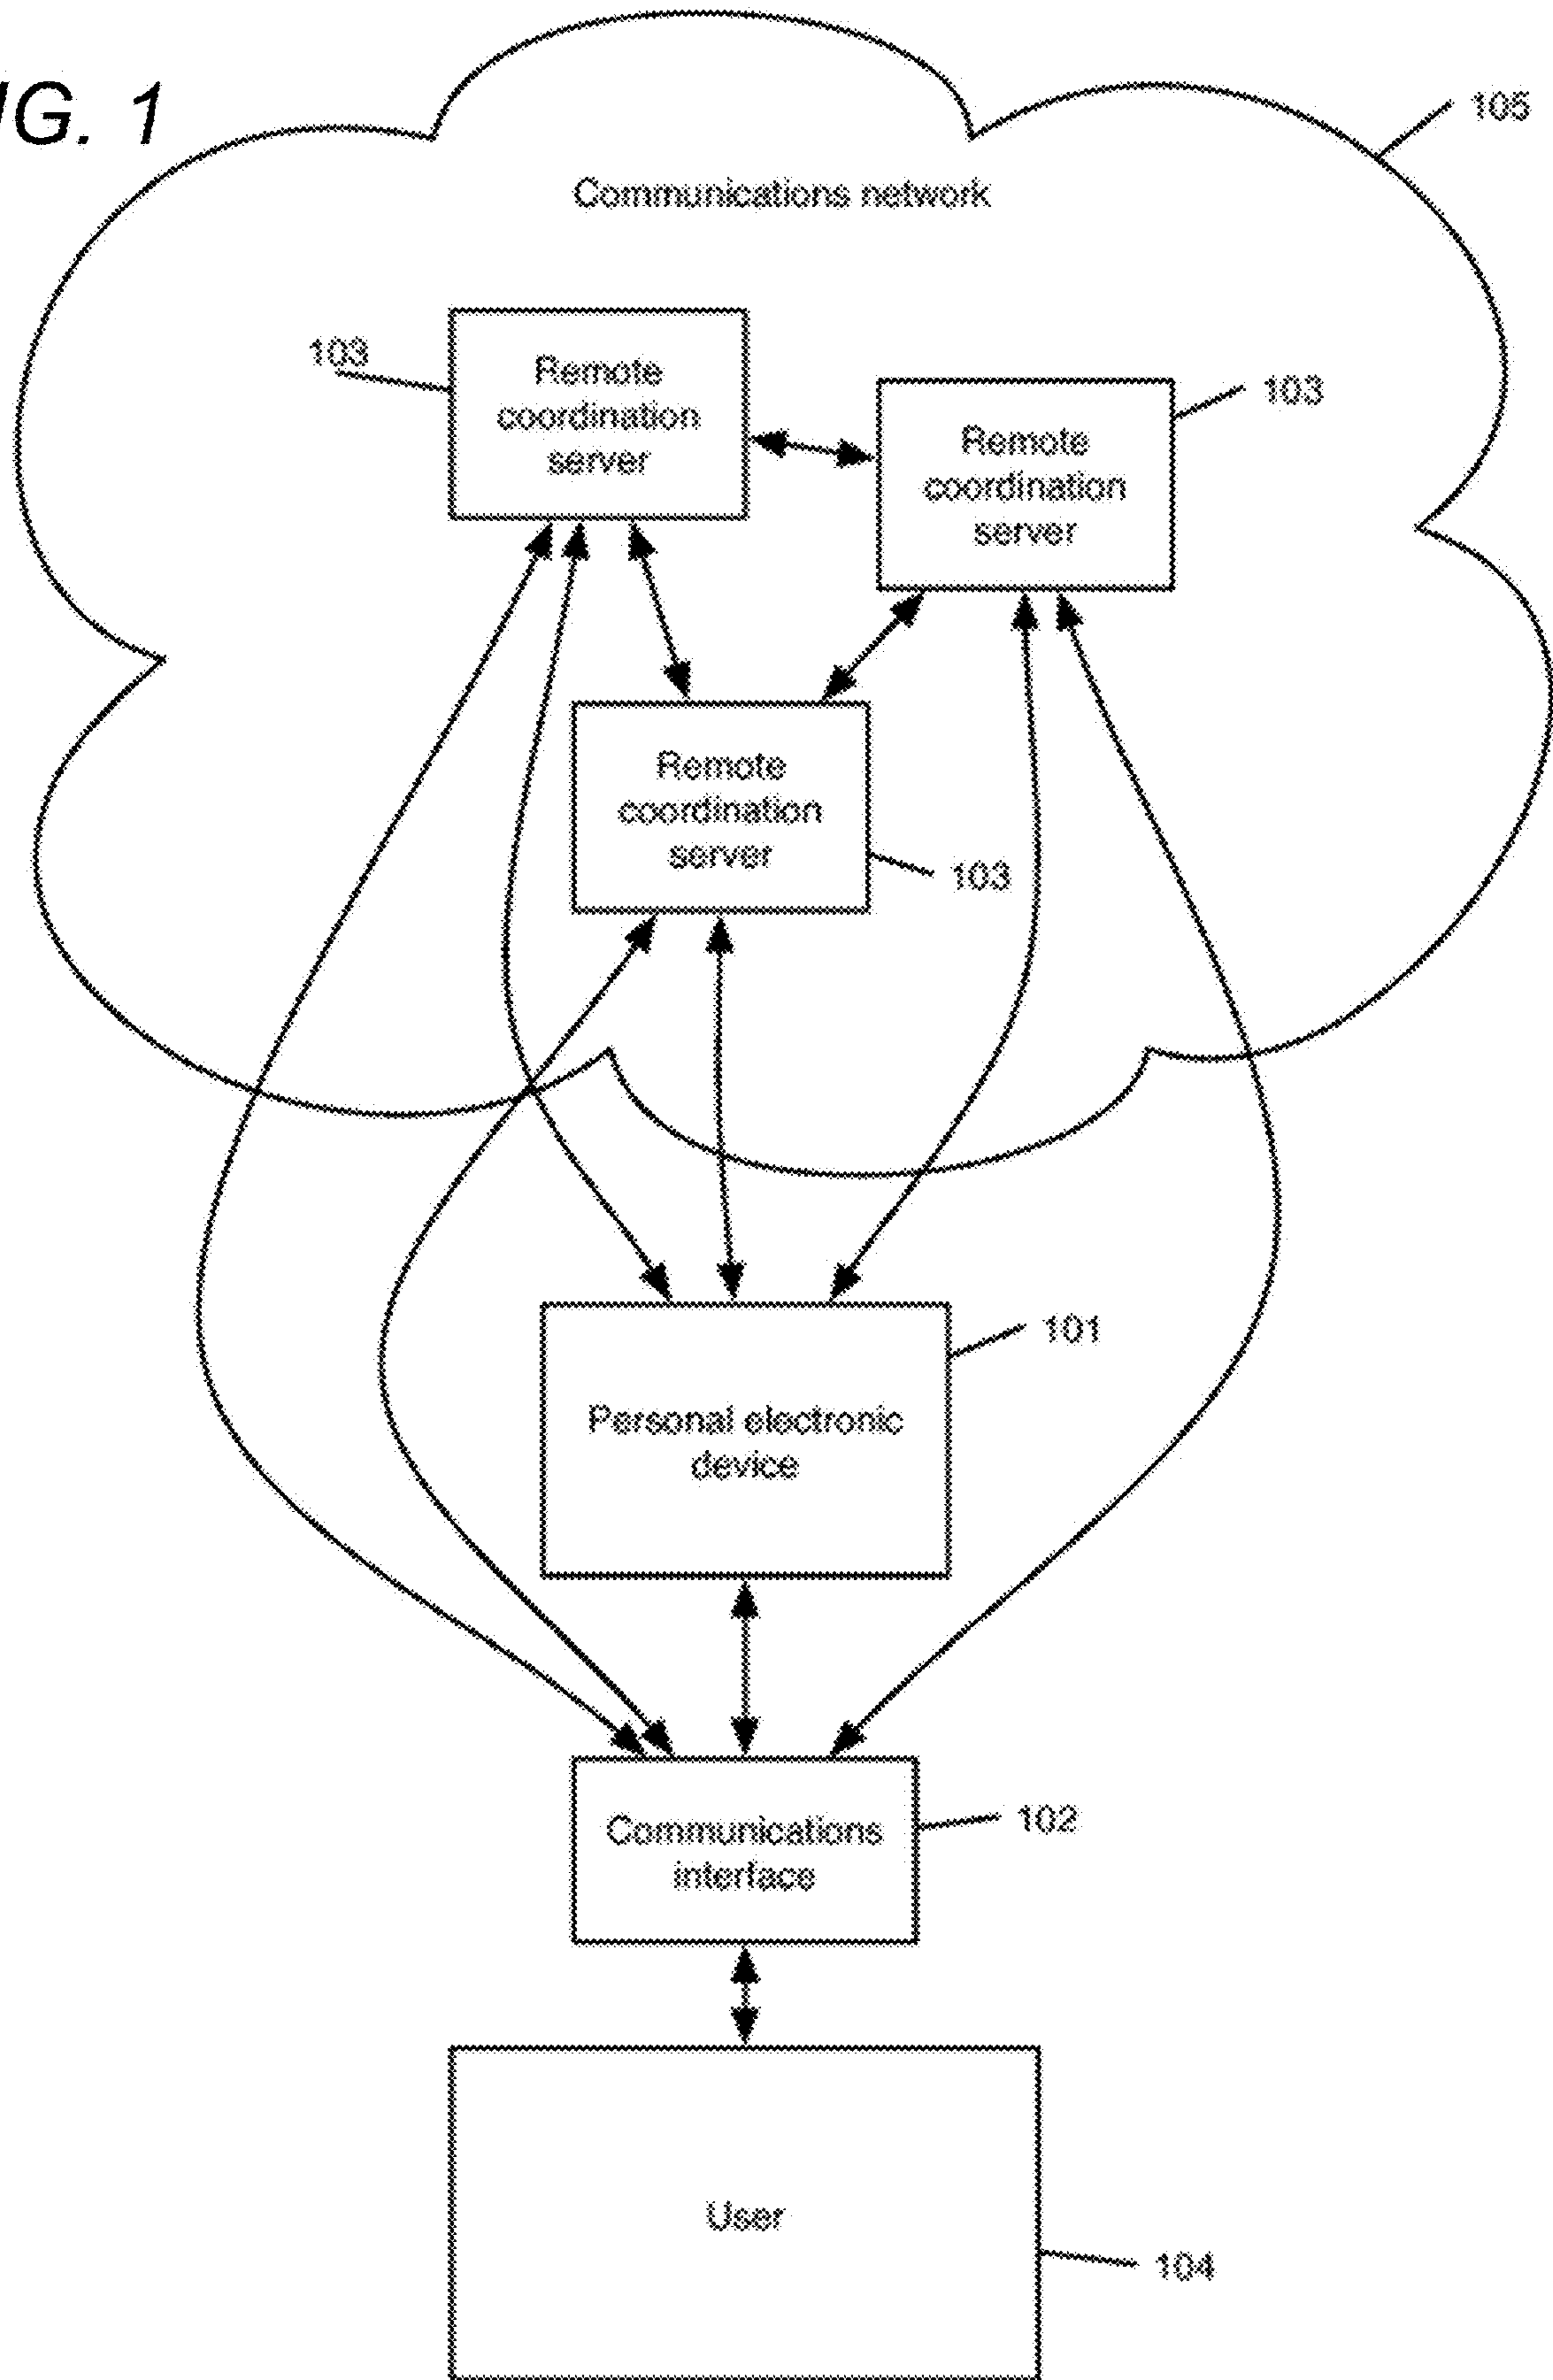 IG. 1
105
Communications network
103
Remote
coordination
server
103
Remote
coordination
server
Remote
coordination
server
103
101
Personal electronic
device
Communications
interface
102
User
104